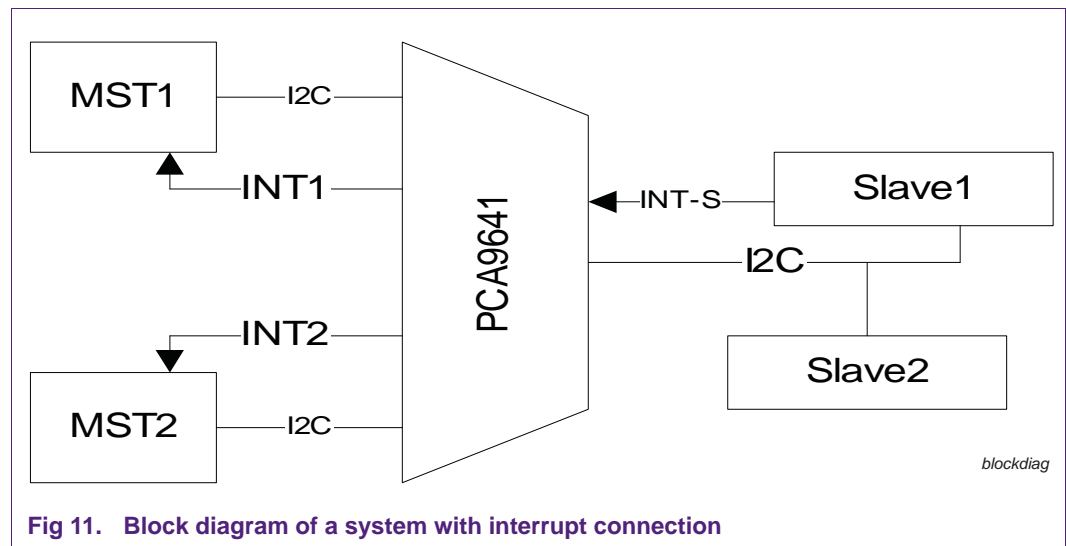 MST1
I2C
INT1
INT2
MST2
I2C
PCA9641
INT-S
I2C
Slave1
Slave2
blockdiag
Fig 11. Block diagram of a system with interrupt connection